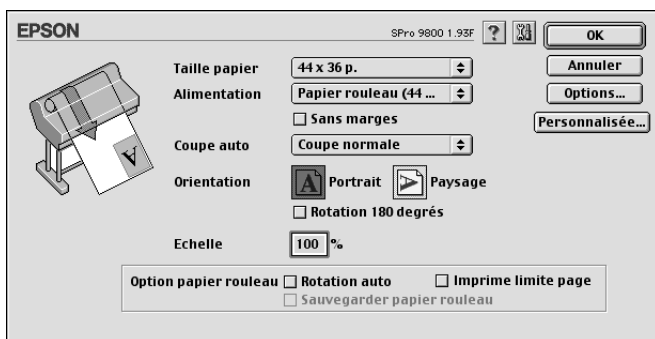 EPSON
SPro 9800 1.93F
?
OK
Taille papier
44 x 36 p.
Annuler
Alimentation
Papier rouleau (44 ...
Options...
Sans marges
Personnalisée...
Coupe auto
Coupe normale
Orientation
A Portrait
A Paysage
Rotation 180 degrés
Echelle
100 %
Option papier rouleau
Rotation auto
Imprime limite page
Sauvegarder papier rouleau
A